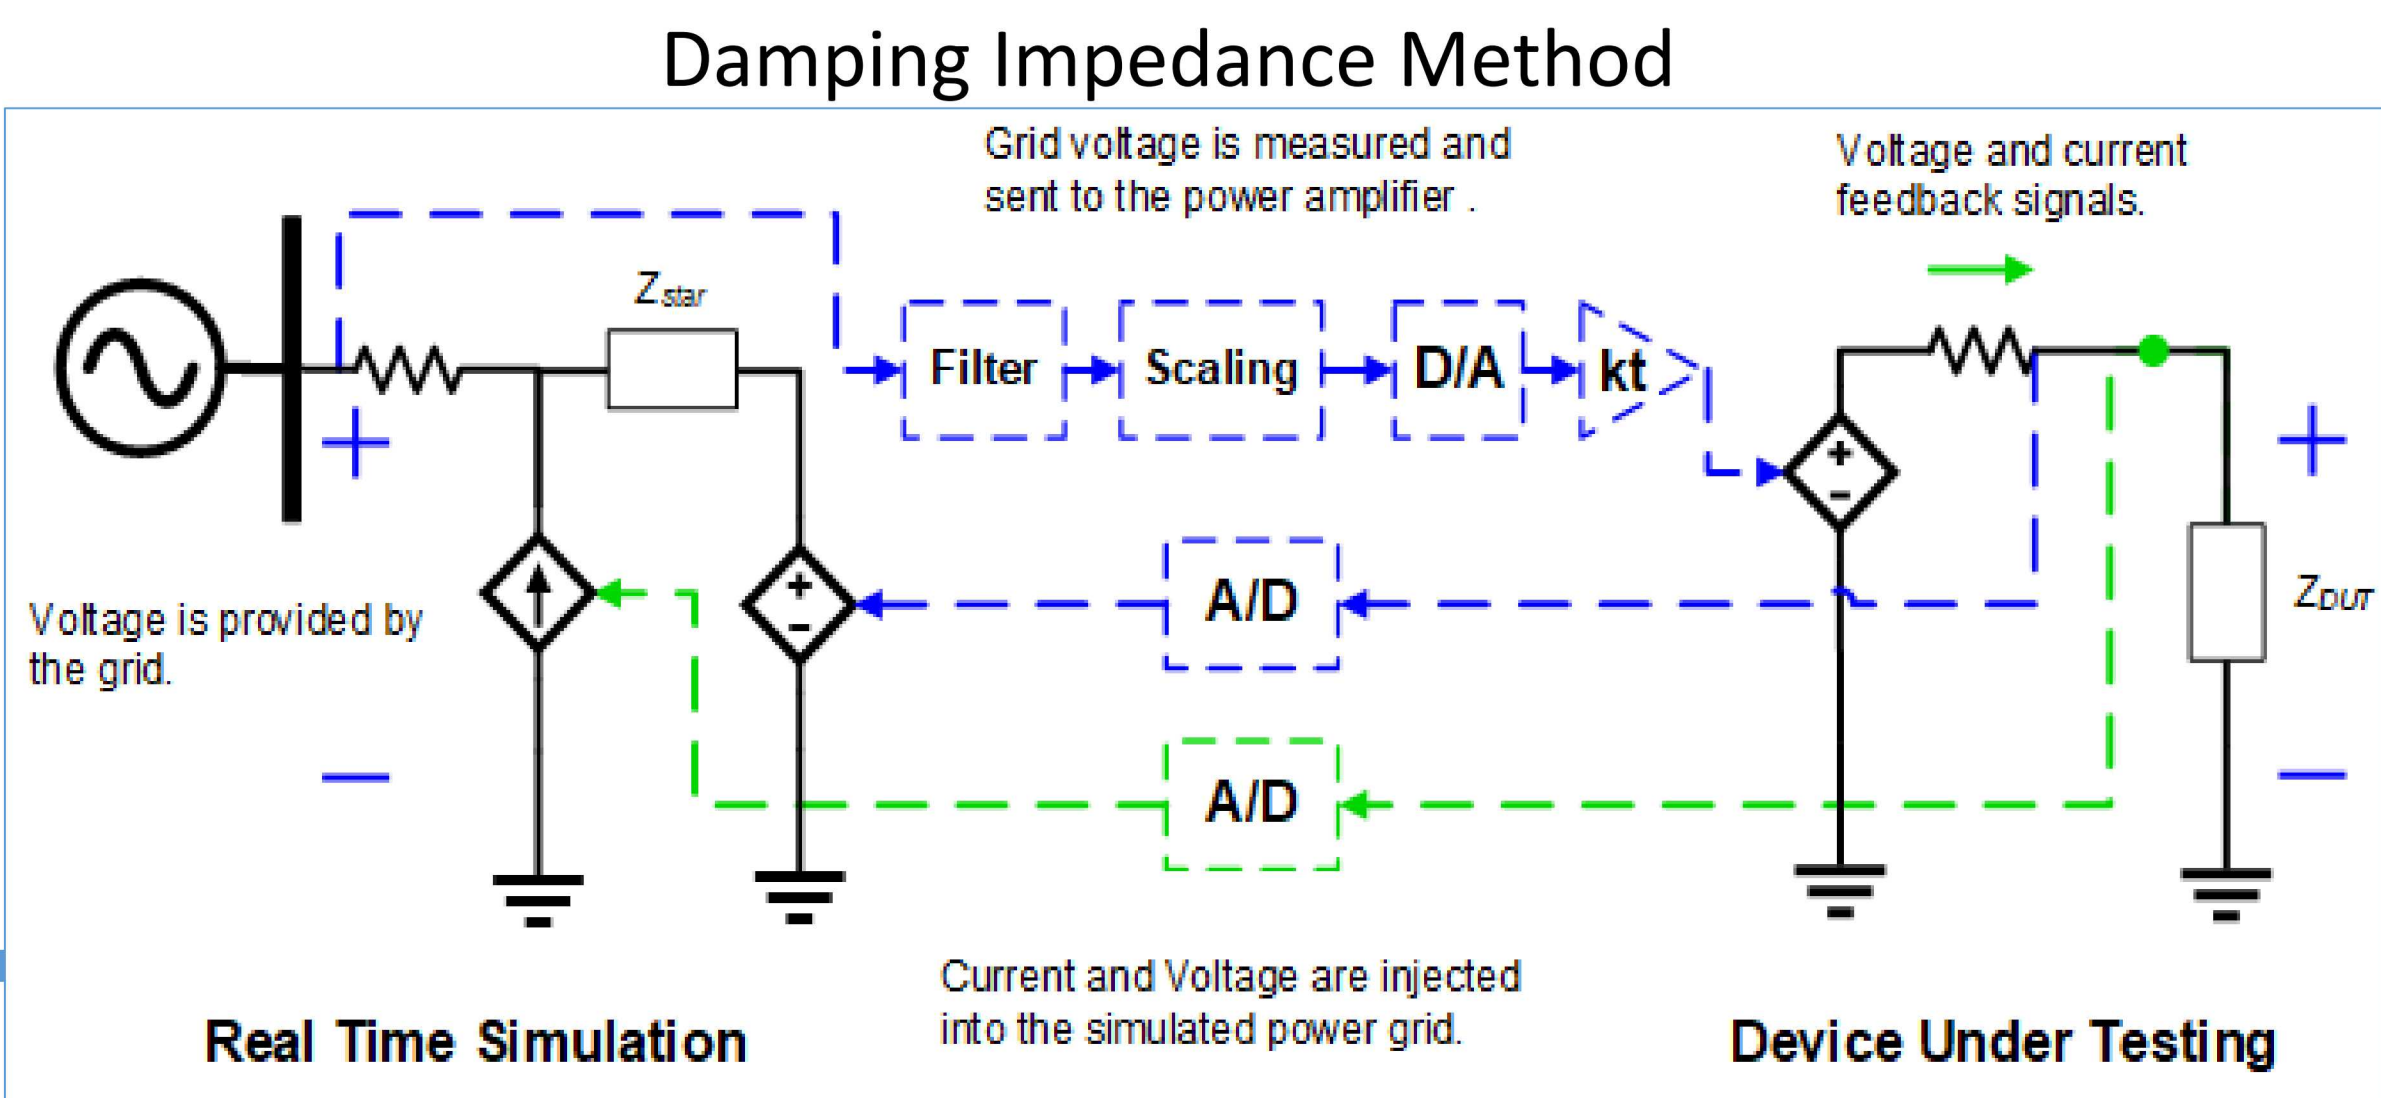 Damping Impedance Method
Grid voltage is measured and
sent to the power amplifier .
Voltage and current
feedback signals.
Zstar
Filter
Scaling
D/A
kt
+
+
+
-
+
-
A/D
ZDUT
Voltage is provided by
the grid.
A/D
−
−
Current and Voltage are injected
into the simulated power grid.
Real Time Simulation
Device Under Testing